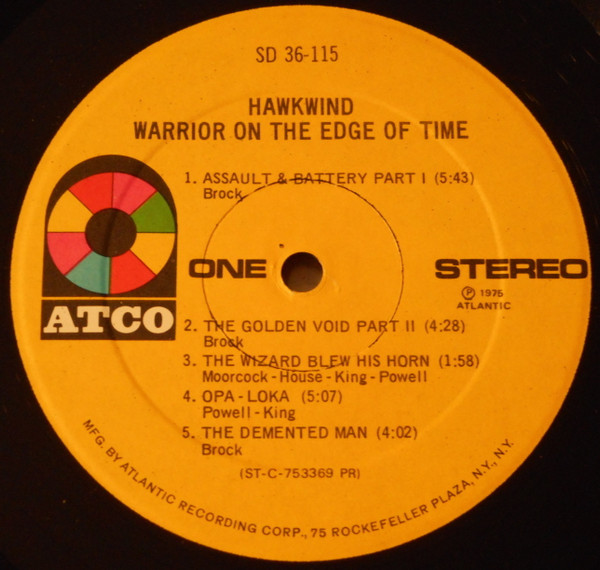 SD 36-115
HAWKWIND
WARRIOR ON THE EDGE OF TIME
1. ASSAULT & BATTERY PART I (5:43)
Brock
ONE
STEREO
Ⓟ 1975
ATLANTIC
ATCO
2. THE GOLDEN VOID PART II (4:28)
Brock
3. THE WIZARD BLEW HIS HORN (1:58)
Moorcock - House - King - Powell
4. OPA - LOKA (5:07)
Powell - King
5. THE DEMENTED MAN (4:02)
Brock
(ST-C-753369 PR)
MFG. BY ATLANTIC RECORDING CORP., 75 ROCKEFELLER PLAZA, N.Y., N.Y.